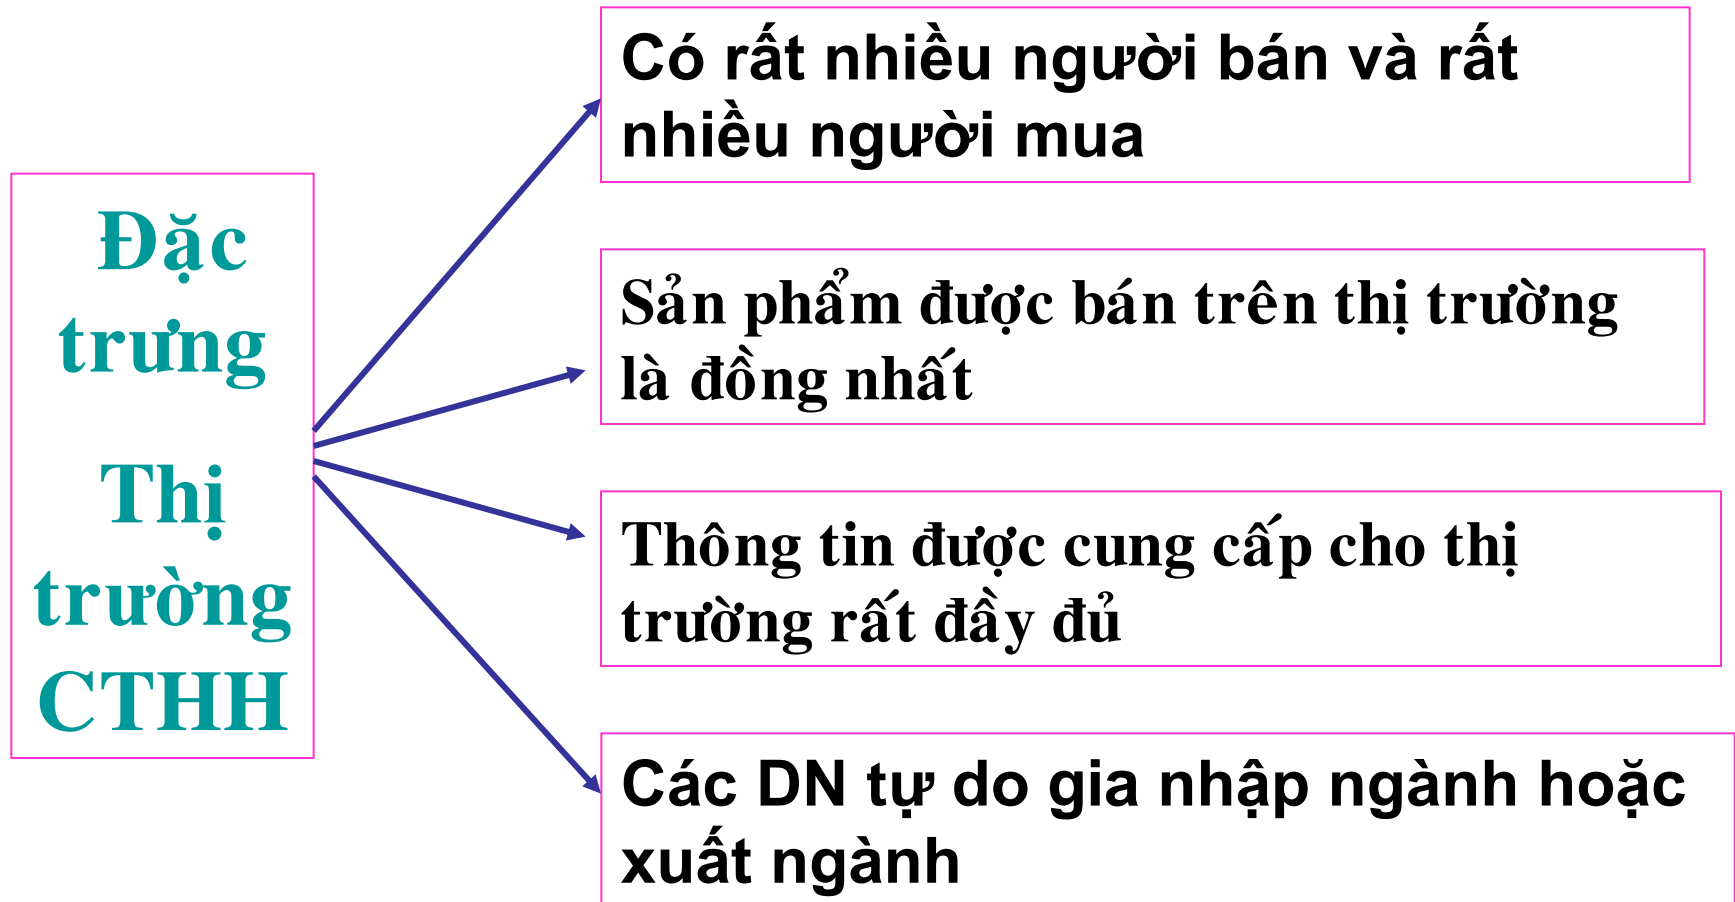 Đặc
trưng
Thị
trường
CTHH
Có rất nhiều người bán và rất
nhiều người mua
Sản phẩm được bán trên thị trường
là đồng nhất
Thông tin được cung cấp cho thị
trường rất đầy đủ
Các DN tự do gia nhập ngành hoặc
xuất ngành